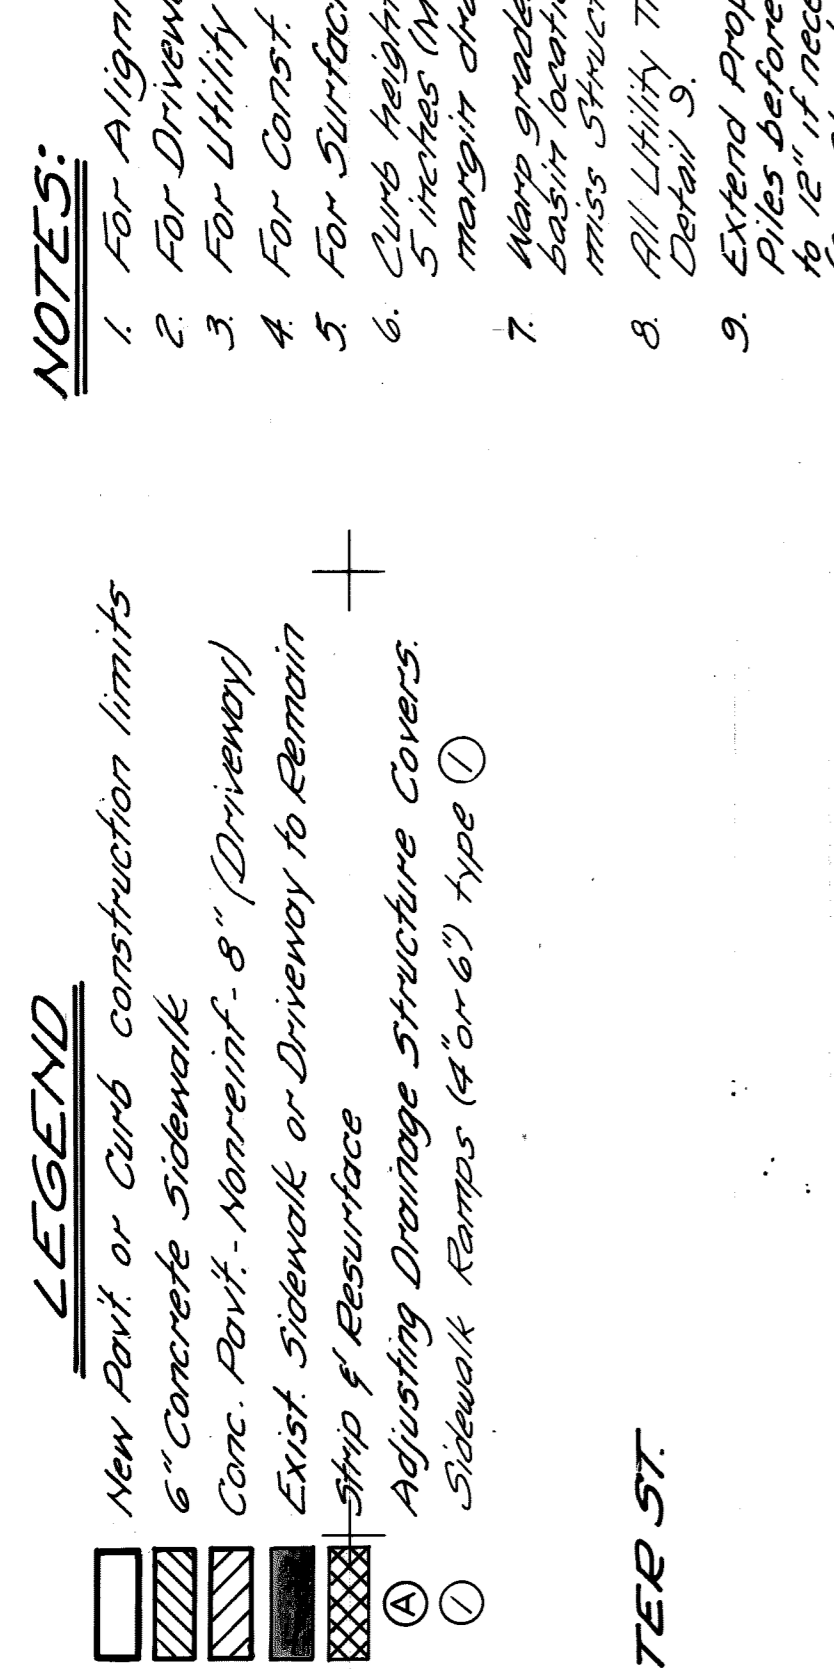 LEGEND
New Pav't. or Curb construction limits
6" Concrete Sidewalk
Conc. Pav't. - Nonreinf - 8" (Driveway)
Exist. Sidewalk or Driveway to Remain
Strip & Resurface
A Adjusting Drainage Structure Covers.
1 Sidewalk Ramps (4" or 6") type 1
TER ST.
NOTES:
1. For Alignm
2. For Drivew
3. For Utility
4. For Const.
5. For Surfac
6. Curb height
5 inches (M
margin dra
7. Warp grade
basin locati
miss Struct
8. All Utility Tr
Detail 9.
9. Extend Prop
Piles before
to 12" if nece